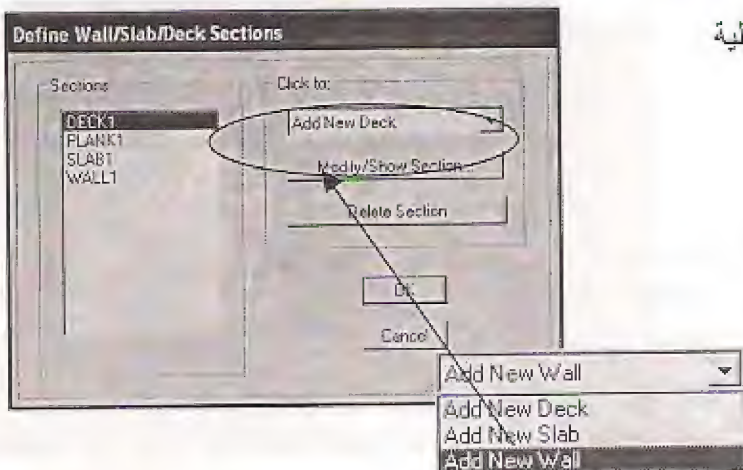 Define Wall/Slab/Deck Sections
Sections
DECK1
PLANK1
SLAB1
WALL1
Click to:
Add New Deck
Modify/Show Section...
Delete Section
OK
Cancel
Add New Wall
Add New Deck
Add New Slab
Add New Wall